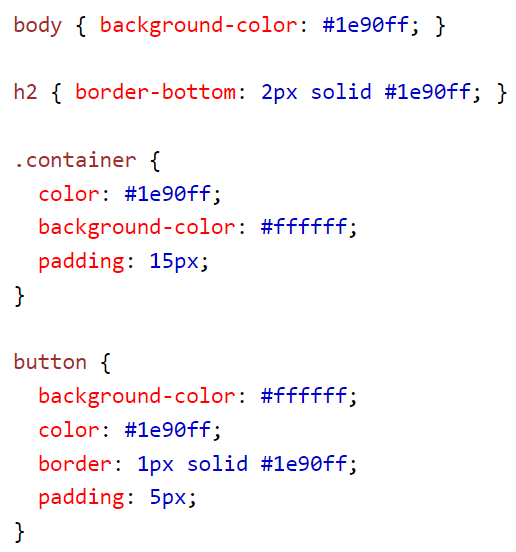 body { background-color: #1e90ff; }
h2 { border-bottom: 2px solid #1e90ff; }
.container {
  color: #1e90ff;
  background-color: #ffffff;
  padding: 15px;
}
button {
  background-color: #ffffff;
  color: #1e90ff;
  border: 1px solid #1e90ff;
  padding: 5px;
}